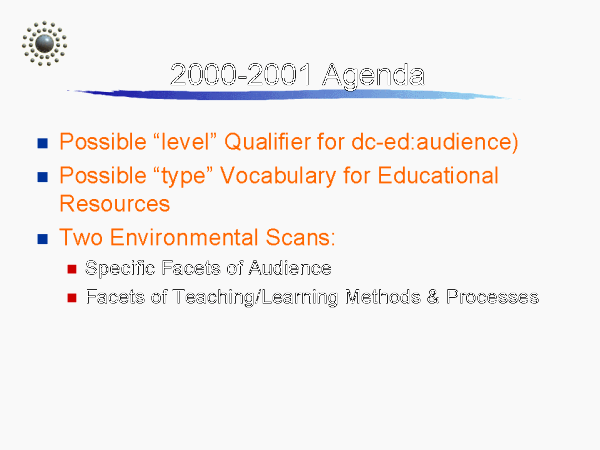 2000-2001 Agenda
Possible “level” Qualifier for dc-ed:audience)
Possible “type” Vocabulary for Educational
Resources
Two Environmental Scans:
Specific Facets of Audience
Facets of Teaching/Learning Methods & Processes